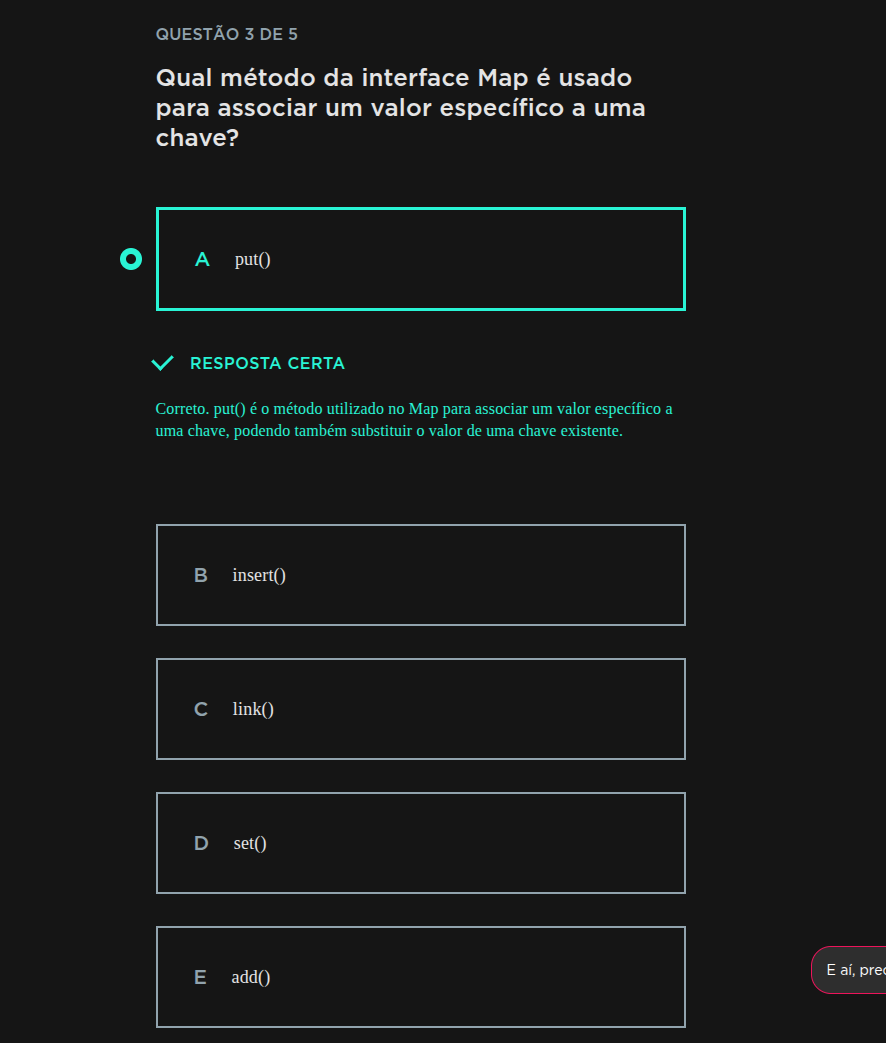 QUESTÃO 3 DE 5
Qual método da interface Map é usado
para associar um valor específico a uma
chave?
A put()
RESPOSTA CERTA
Correto. put() é o método utilizado no Map para associar um valor específico a
uma chave, podendo também substituir o valor de uma chave existente.
B insert()
C link()
D set()
E add()
E aí,